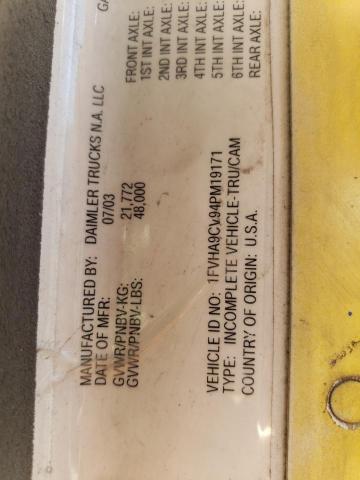 MANUFACTURED BY: DAIMLER TRUCKS N.A. LLC
DATE OF MFR: 07/03
GVWR/PNBV-KG: 21,772
GVWR/PNBV-LBS: 48,000
FRONT AXLE:
1ST INT AXLE:
2ND INT AXLE:
3RD INT AXLE:
4TH INT AXLE:
5TH INT AXLE:
6TH INT AXLE:
REAR AXLE:
VEHICLE ID NO: 1FVHA9CV94PM19171
TYPE: INCOMPLETE VEHICLE-TRU/CAM
COUNTRY OF ORIGIN: U.S.A.